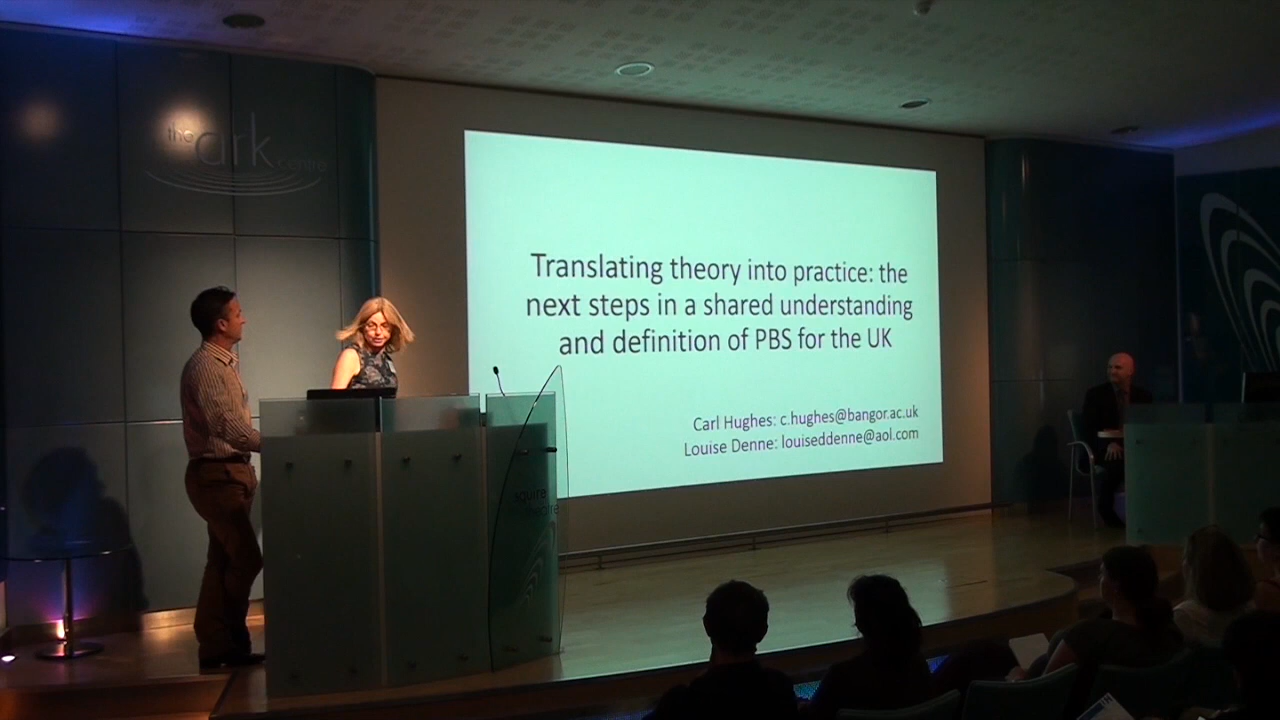 the ark centre
Translating theory into practice: the
next steps in a shared understanding
and definition of PBS for the UK
Carl Hughes: c.hughes@bangor.ac.uk
Louise Denne: louiseddenne@aol.com